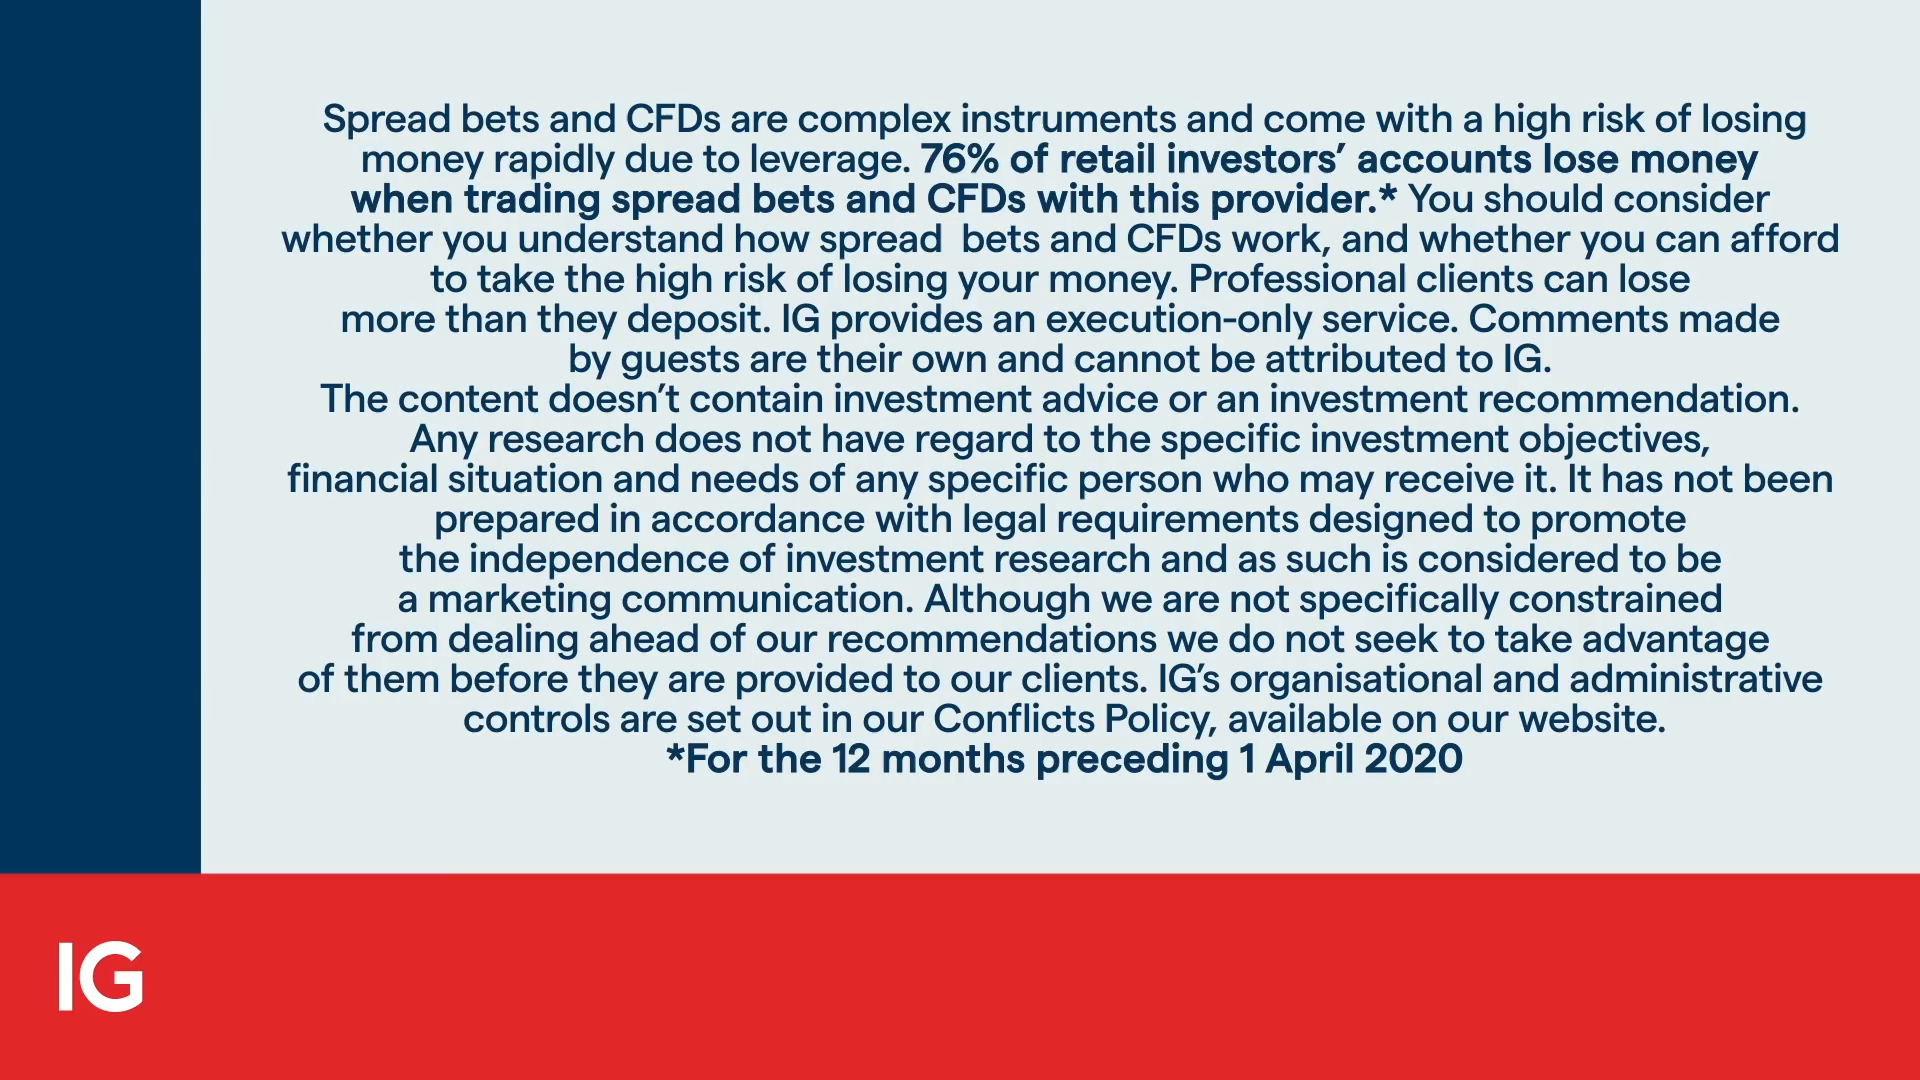 Spread bets and CFDs are complex instruments and come with a high risk of losing
money rapidly due to leverage. 76% of retail investors’ accounts lose money
when trading spread bets and CFDs with this provider.* You should consider
whether you understand how spread  bets and CFDs work, and whether you can afford
to take the high risk of losing your money. Professional clients can lose
more than they deposit. IG provides an execution-only service. Comments made
by guests are their own and cannot be attributed to IG.
The content doesn’t contain investment advice or an investment recommendation.
Any research does not have regard to the specific investment objectives,
financial situation and needs of any specific person who may receive it. It has not been
prepared in accordance with legal requirements designed to promote
the independence of investment research and as such is considered to be
a marketing communication. Although we are not specifically constrained
from dealing ahead of our recommendations we do not seek to take advantage
of them before they are provided to our clients. IG’s organisational and administrative
controls are set out in our Conflicts Policy, available on our website.
*For the 12 months preceding 1 April 2020
IG